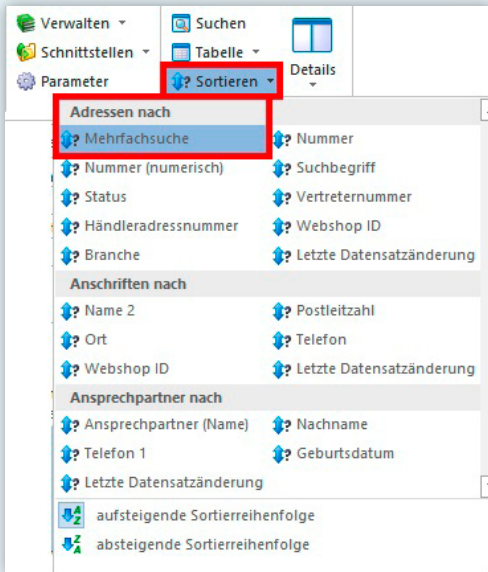 Verwalten
Suchen
Schnittstellen
Tabelle
Parameter
Sortieren
Details
Adressen nach
Mehrfachsuche
Nummer
Nummer (numerisch)
Suchbegriff
Status
Vertreternummer
Händleradressnummer
Webshop ID
Branche
Letzte Datensatzänderung
Anschriften nach
Name 2
Postleitzahl
Ort
Telefon
Webshop ID
Letzte Datensatzänderung
Ansprechpartner nach
Ansprechpartner (Name)
Nachname
Telefon 1
Geburtsdatum
Letzte Datensatzänderung
aufsteigende Sortierreihenfolge
absteigende Sortierreihenfolge